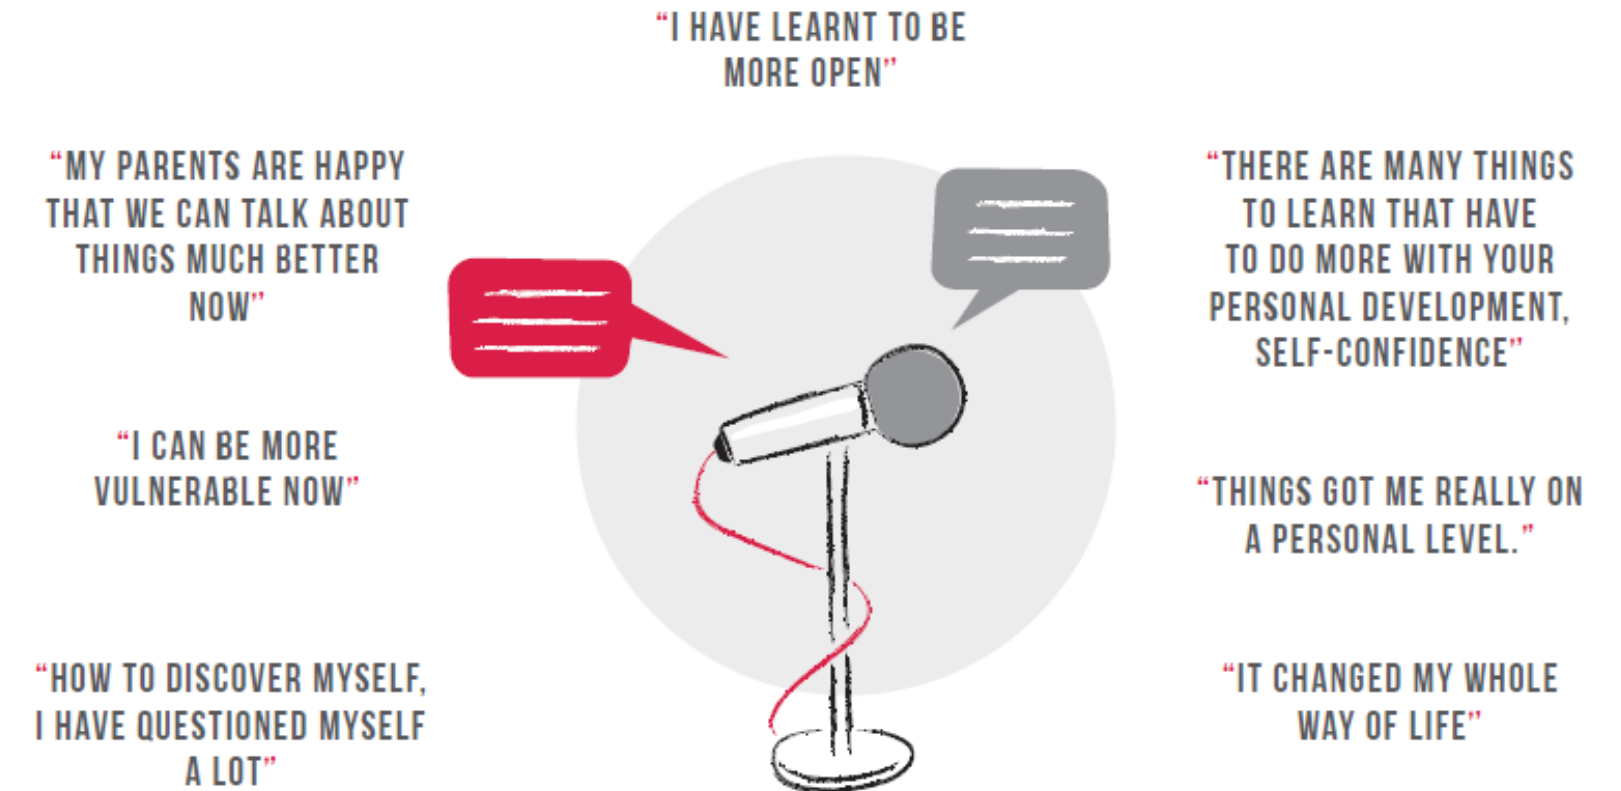 “I HAVE LEARNT TO BE
MORE OPEN”
“MY PARENTS ARE HAPPY
THAT WE CAN TALK ABOUT
THINGS MUCH BETTER
NOW”
“THERE ARE MANY THINGS
TO LEARN THAT HAVE
TO DO MORE WITH YOUR
PERSONAL DEVELOPMENT,
SELF-CONFIDENCE”
“I CAN BE MORE
VULNERABLE NOW”
“THINGS GOT ME REALLY ON
A PERSONAL LEVEL.”
“HOW TO DISCOVER MYSELF,
I HAVE QUESTIONED MYSELF
A LOT”
“IT CHANGED MY WHOLE
WAY OF LIFE”